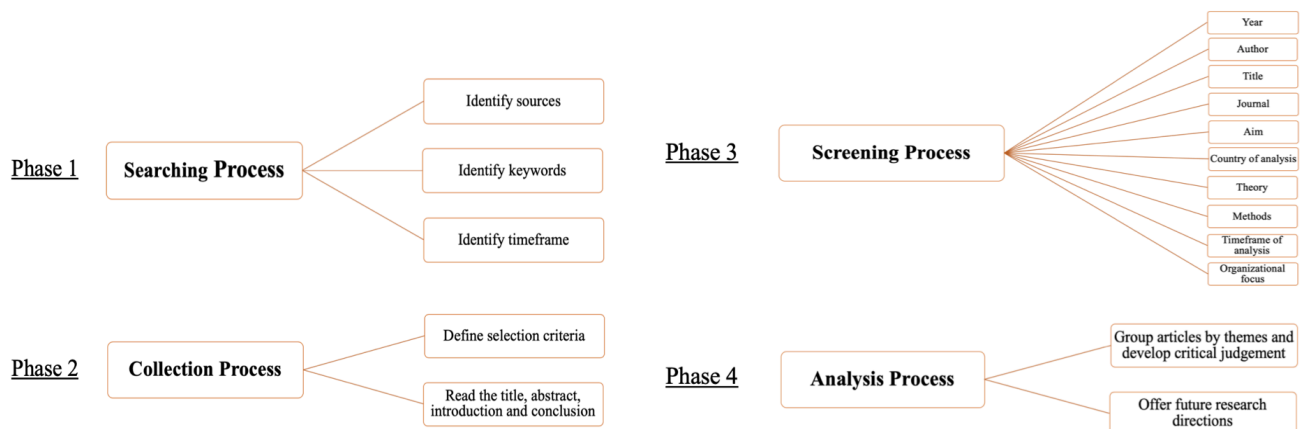 Phase 1
Searching Process
Identify sources
Identify keywords
Identify timeframe
Phase 2
Collection Process
Define selection criteria
Read the title, abstract,
introduction and conclusion
Phase 3
Screening Process
Year
Author
Title
Journal
Aim
Country of analysis
Theory
Methods
Timeframe of
analysis
Organizational
focus
Phase 4
Analysis Process
Group articles by themes and
develop critical judgement
Offer future research
directions